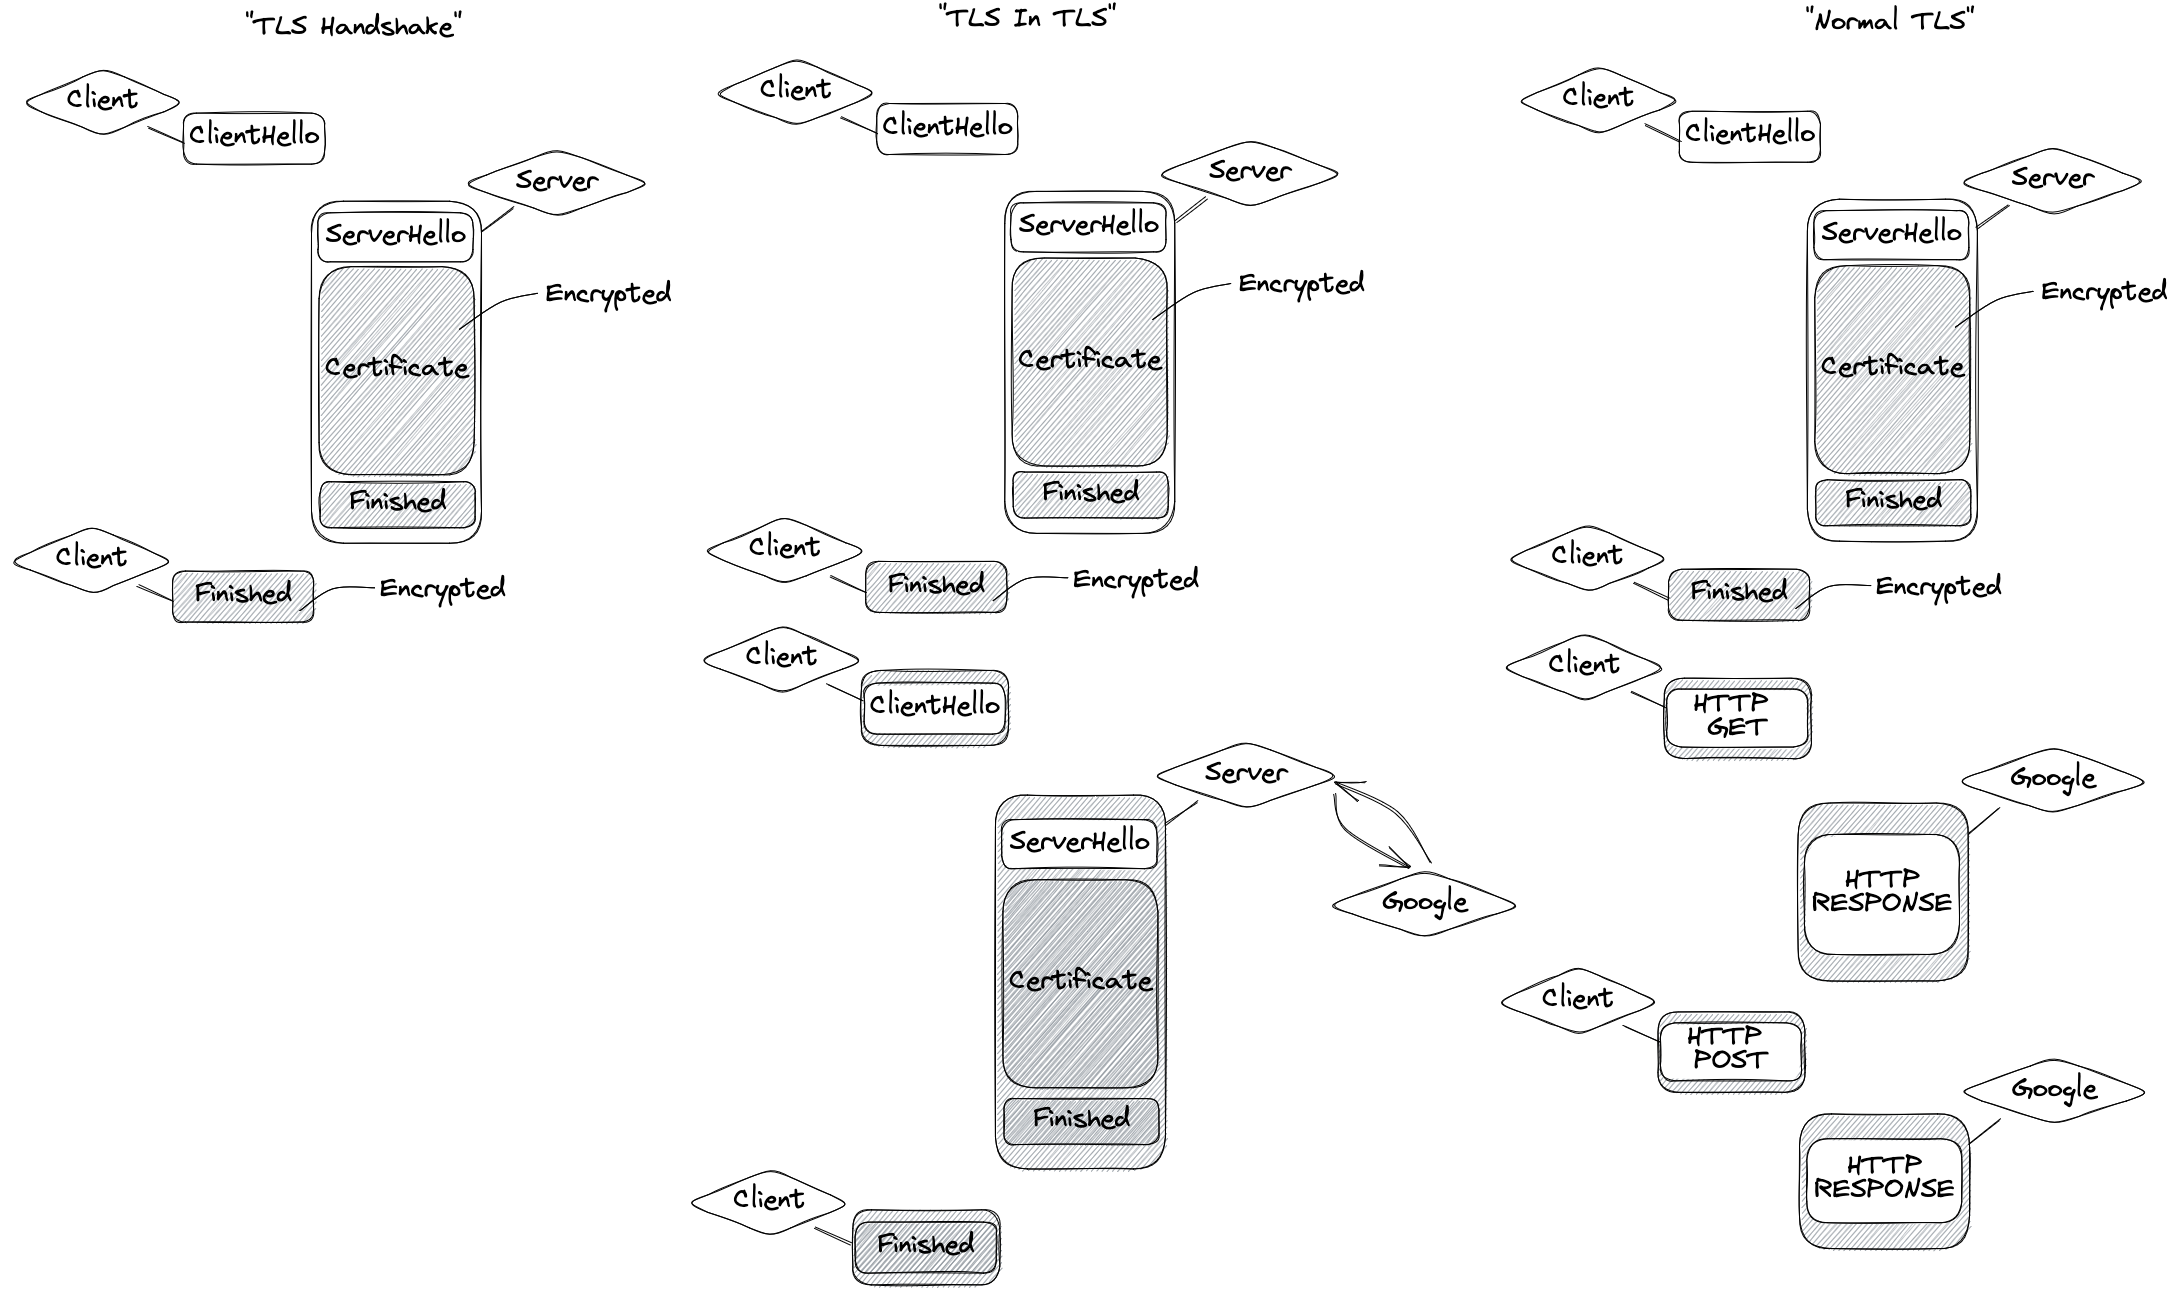 "TLS Handshake"
Client
ClientHello
Server
ServerHello
Encrypted
Certificate
Finished
Client
Finished
Encrypted
"TLS In TLS"
Client
ClientHello
Server
ServerHello
Encrypted
Certificate
Finished
Client
Finished
Encrypted
Client
ClientHello
Server
ServerHello
Google
Certificate
Finished
Client
Finished
"Normal TLS"
Client
ClientHello
Server
ServerHello
Encrypted
Certificate
Finished
Client
Finished
Encrypted
Client
HTTP
GET
Google
HTTP
RESPONSE
Client
HTTP
POST
Google
HTTP
RESPONSE